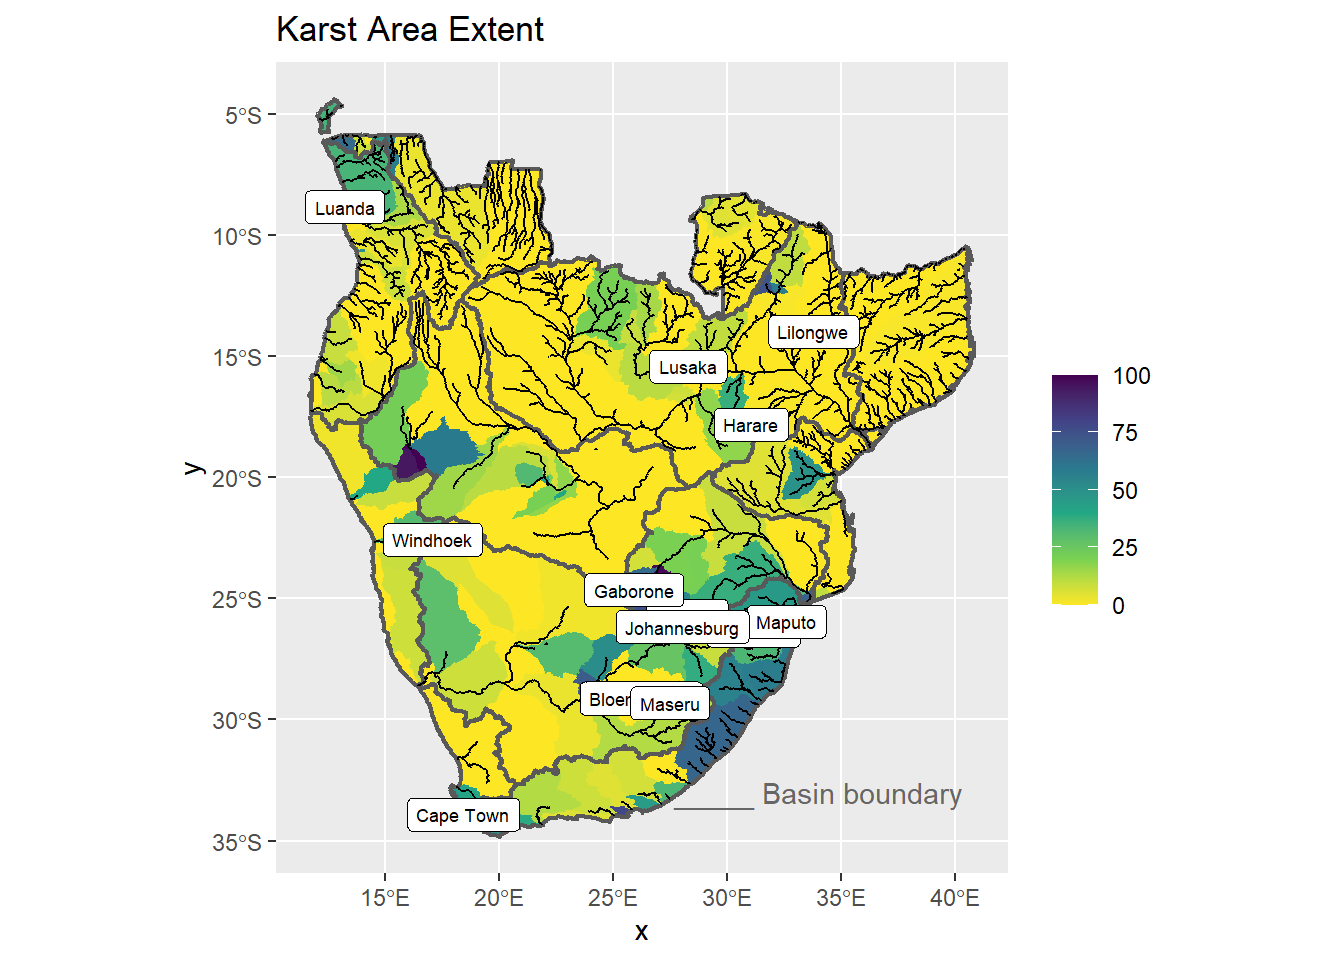 Karst Area Extent
5°S
10°S
15°S
20°S
25°S
30°S
35°S
y
Luanda
Lilongwe
Lusaka
Harare
Windhoek
Gaborone
Johannesburg
Maputo
Maseru
Cape Town
Basin boundary
15°E
20°E
25°E
30°E
35°E
40°E
x
100
75
50
25
0